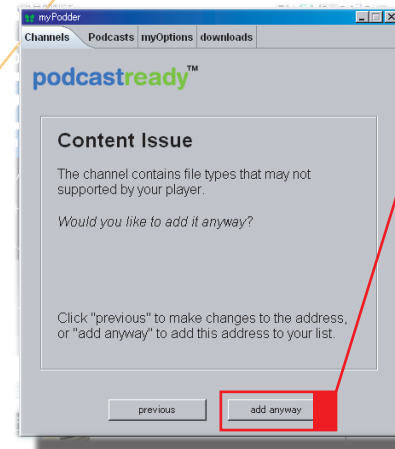 myPodder
Channels Podcasts myOptions downloads
podcastready™
Content Issue
The channel contains file types that may not
supported by your player.
Would you like to add it anyway?
Click "previous" to make changes to the address,
or "add anyway" to add this address to your list.
previous add anyway